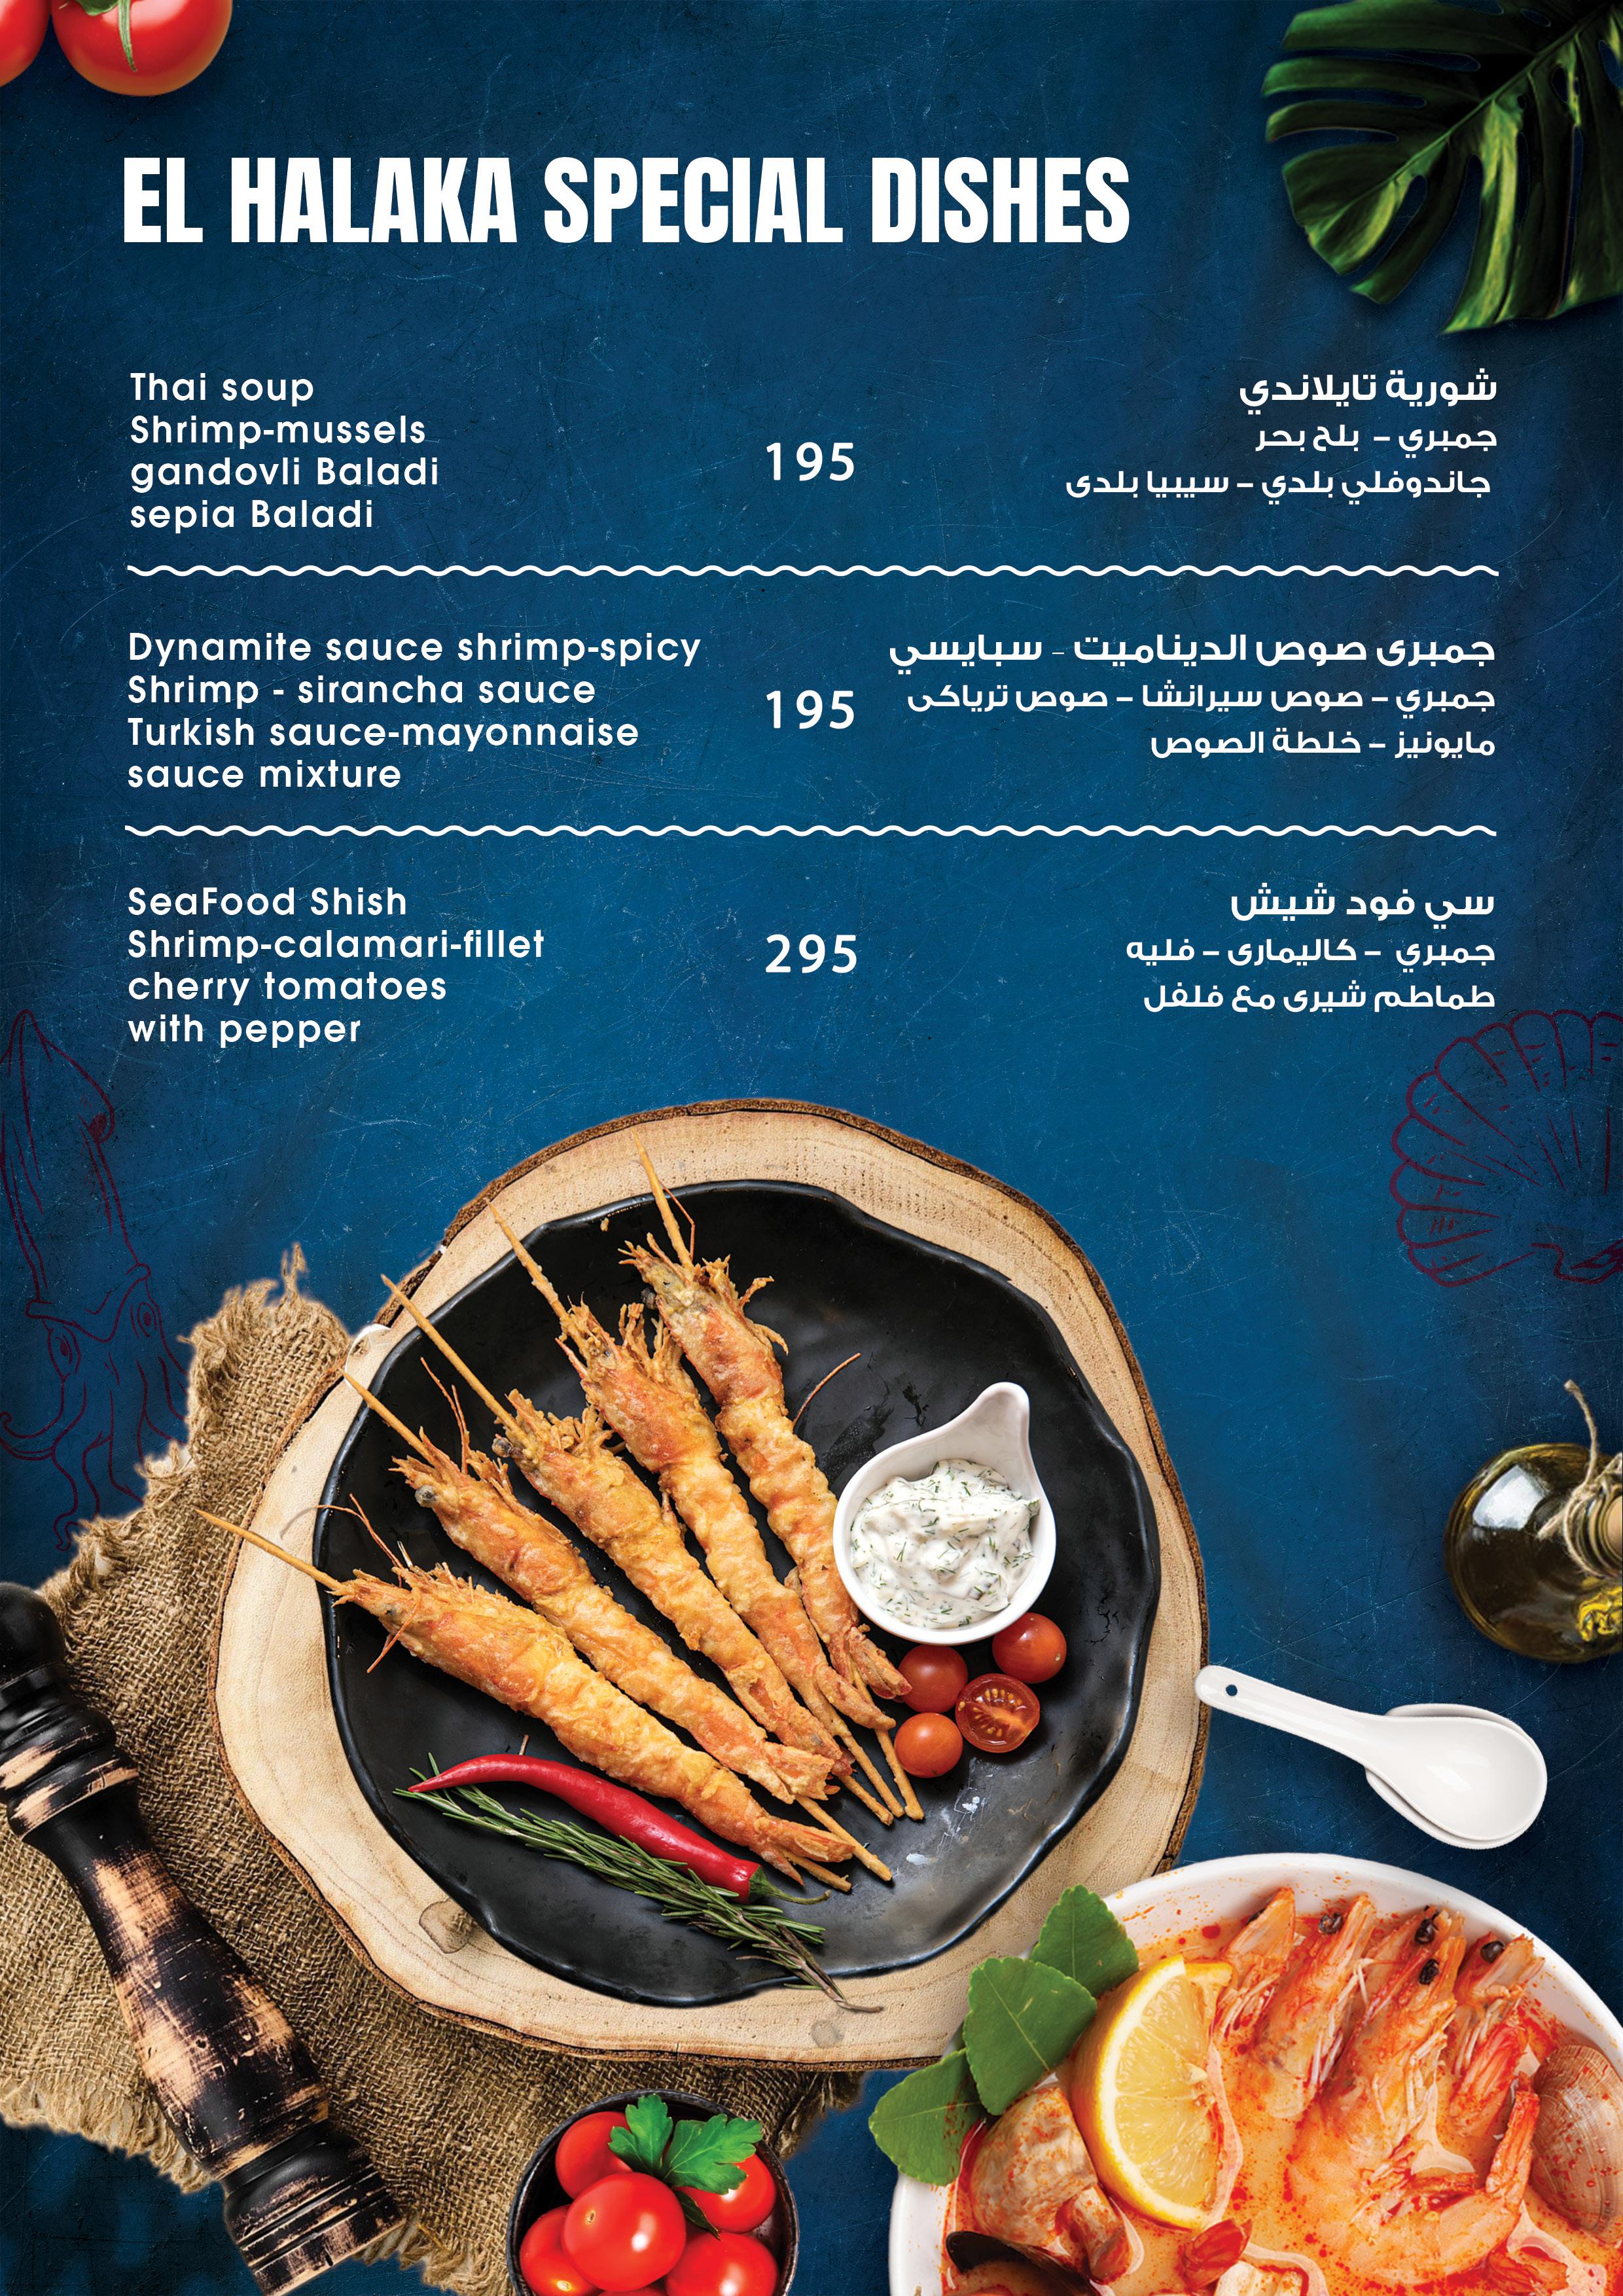 EL HALAKA SPECIAL DISHES
Thai soup
Shrimp-mussels
gandovli Baladi
sepia Baladi
195
شوربة تايلاندي
جمبري - بلح بحر
جاندوفلي بلدي - سيبيا بلدى
Dynamite sauce shrimp-spicy
Shrimp - sirancha sauce
Turkish sauce-mayonnaise
sauce mixture
195
جمبرى صوص الديناميت - سبايسي
جمبري - صوص سيرانشا - صوص ترياكى
مايونيز - خلطة الصوص
SeaFood Shish
Shrimp-calamari-fillet
cherry tomatoes
with pepper
295
سي فود شيش
جمبري - كاليمارى - فليه
طماطم شيرى مع فلفل